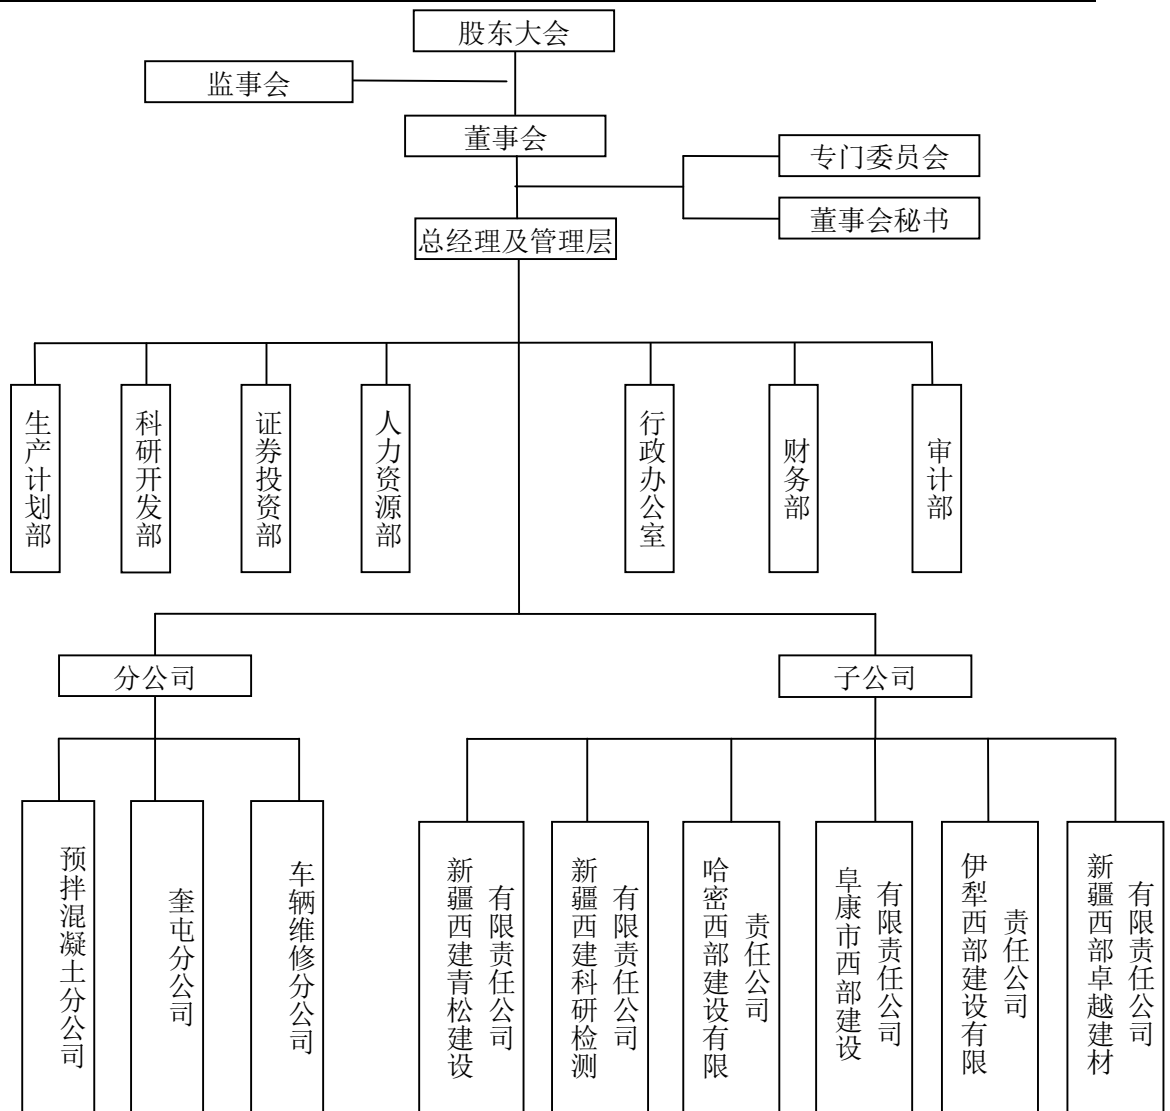 股东大会
监事会
董事会
专门委员会
董事会秘书
总经理及管理层
生产计划部
科研开发部
证券投资部
人力资源部
行政办公室
财务部
审计部
分公司
子公司
预拌混凝土分公司
奎屯分公司
车辆维修分公司
新疆西建青松建设
有限责任公司
新疆西建科研检测
有限责任公司
哈密西部建设有限
责任公司
阜康市西部建设
有限责任公司
伊犁西部建设有限
责任公司
新疆西部卓越建材
有限责任公司